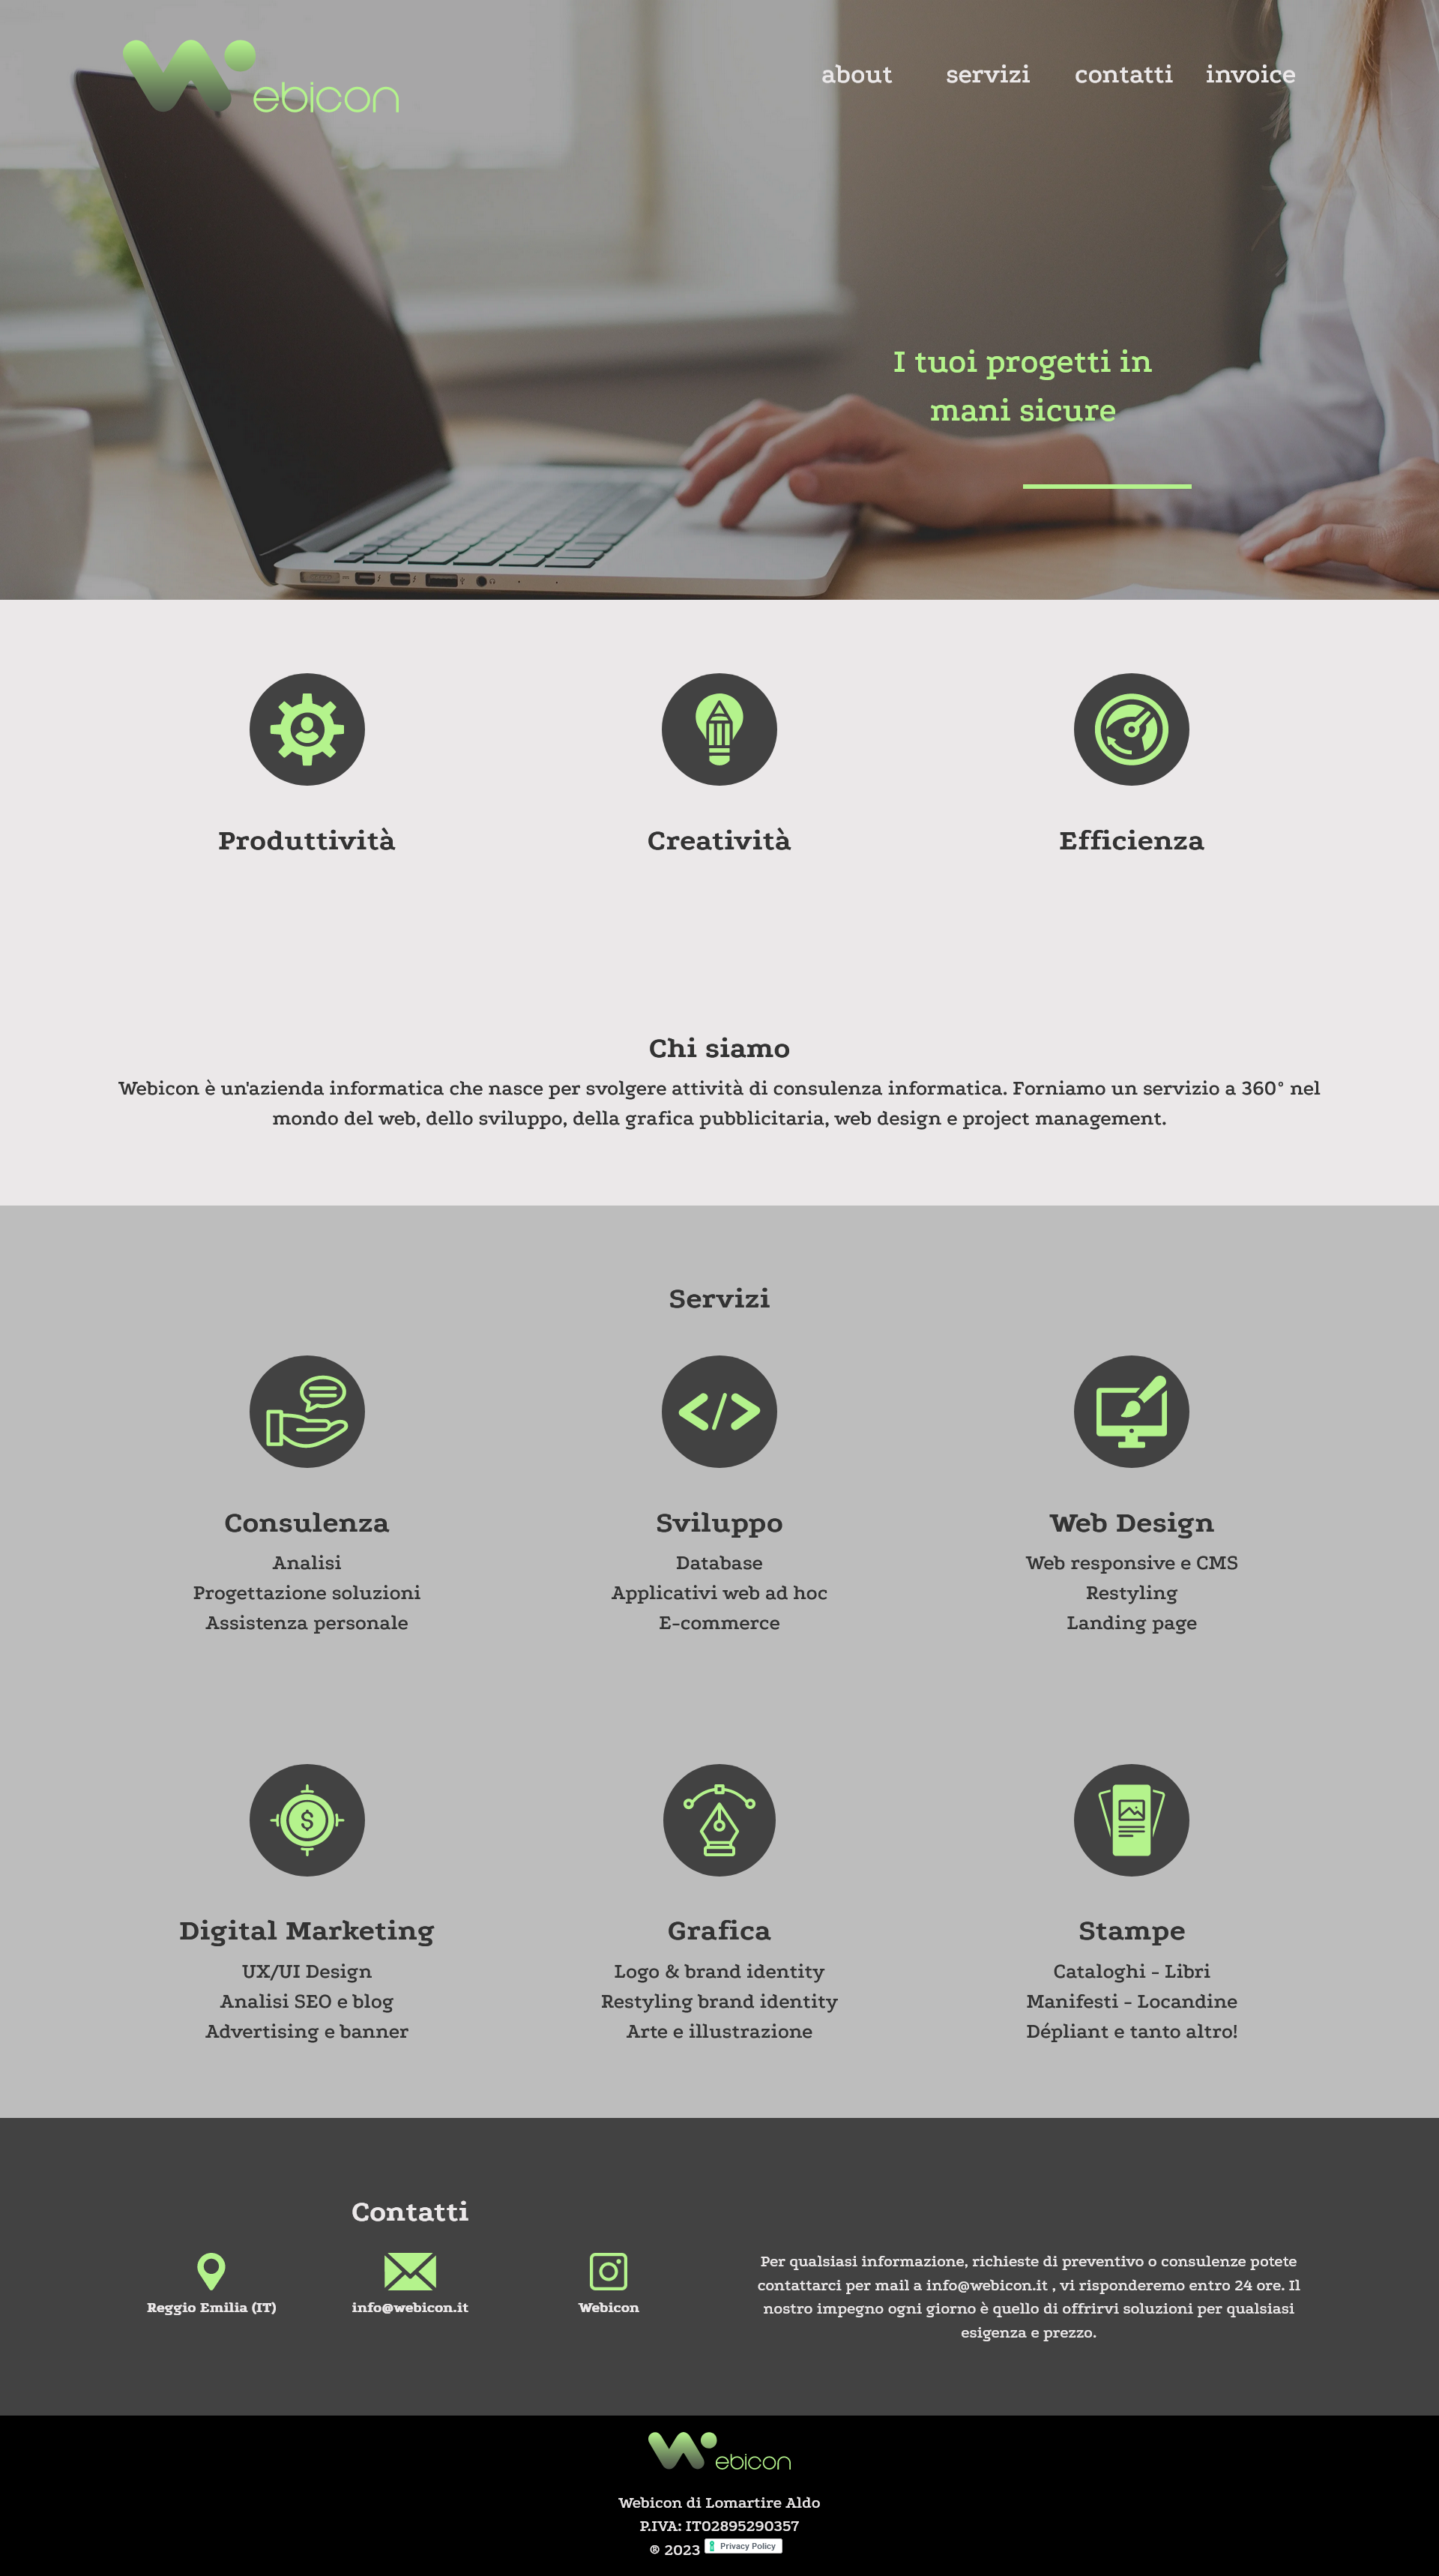 Webicon
about servizi contatti invoice
I tuoi progetti in
mani sicure
Produttività
Creatività
Efficienza
Chi siamo
Webicon è un'azienda informatica che nasce per svolgere attività di consulenza informatica. Forniamo un servizio a 360° nel
mondo del web, dello sviluppo, della grafica pubblicitaria, web design e project management.
Servizi
Consulenza
Analisi
Progettazione soluzioni
Assistenza personale
Sviluppo
Database
Applicativi web ad hoc
E-commerce
Web Design
Web responsive e CMS
Restyling
Landing page
Digital Marketing
UX/UI Design
Analisi SEO e blog
Advertising e banner
Grafica
Logo & brand identity
Restyling brand identity
Arte e illustrazione
Stampe
Cataloghi - Libri
Manifesti - Locandine
Dépliant e tanto altro!
Contatti
Reggio Emilia (IT)
info@webicon.it
Webicon
Per qualsiasi informazione, richieste di preventivo o consulenze potete
contattarci per mail a info@webicon.it , vi risponderemo entro 24 ore. Il
nostro impegno ogni giorno è quello di offrirvi soluzioni per qualsiasi
esigenza e prezzo.
Webicon
Webicon di Lomartire Aldo
P.IVA: IT02895290357
® 2023 Privacy Policy